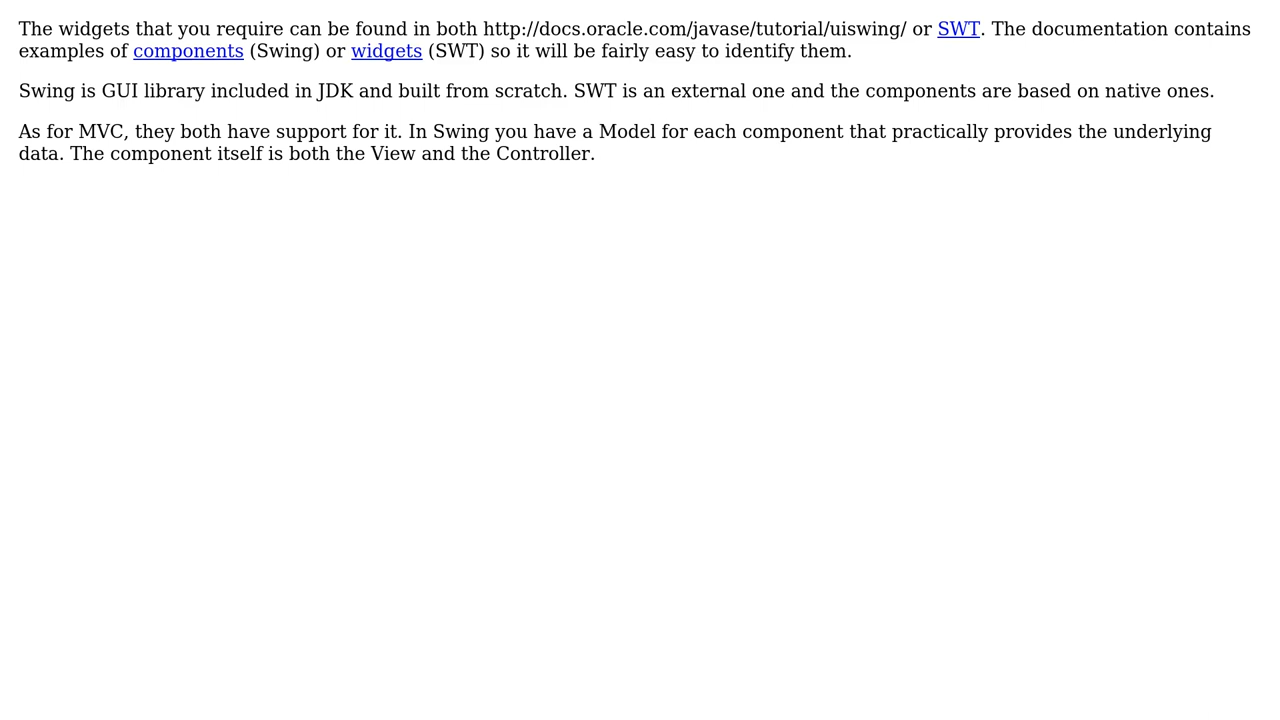 The widgets that you require can be found in both http://docs.oracle.com/javase/tutorial/uiswing/ or SWT. The documentation contains
examples of components (Swing) or widgets (SWT) so it will be fairly easy to identify them.
Swing is GUI library included in JDK and built from scratch. SWT is an external one and the components are based on native ones.
As for MVC, they both have support for it. In Swing you have a Model for each component that practically provides the underlying
data. The component itself is both the View and the Controller.